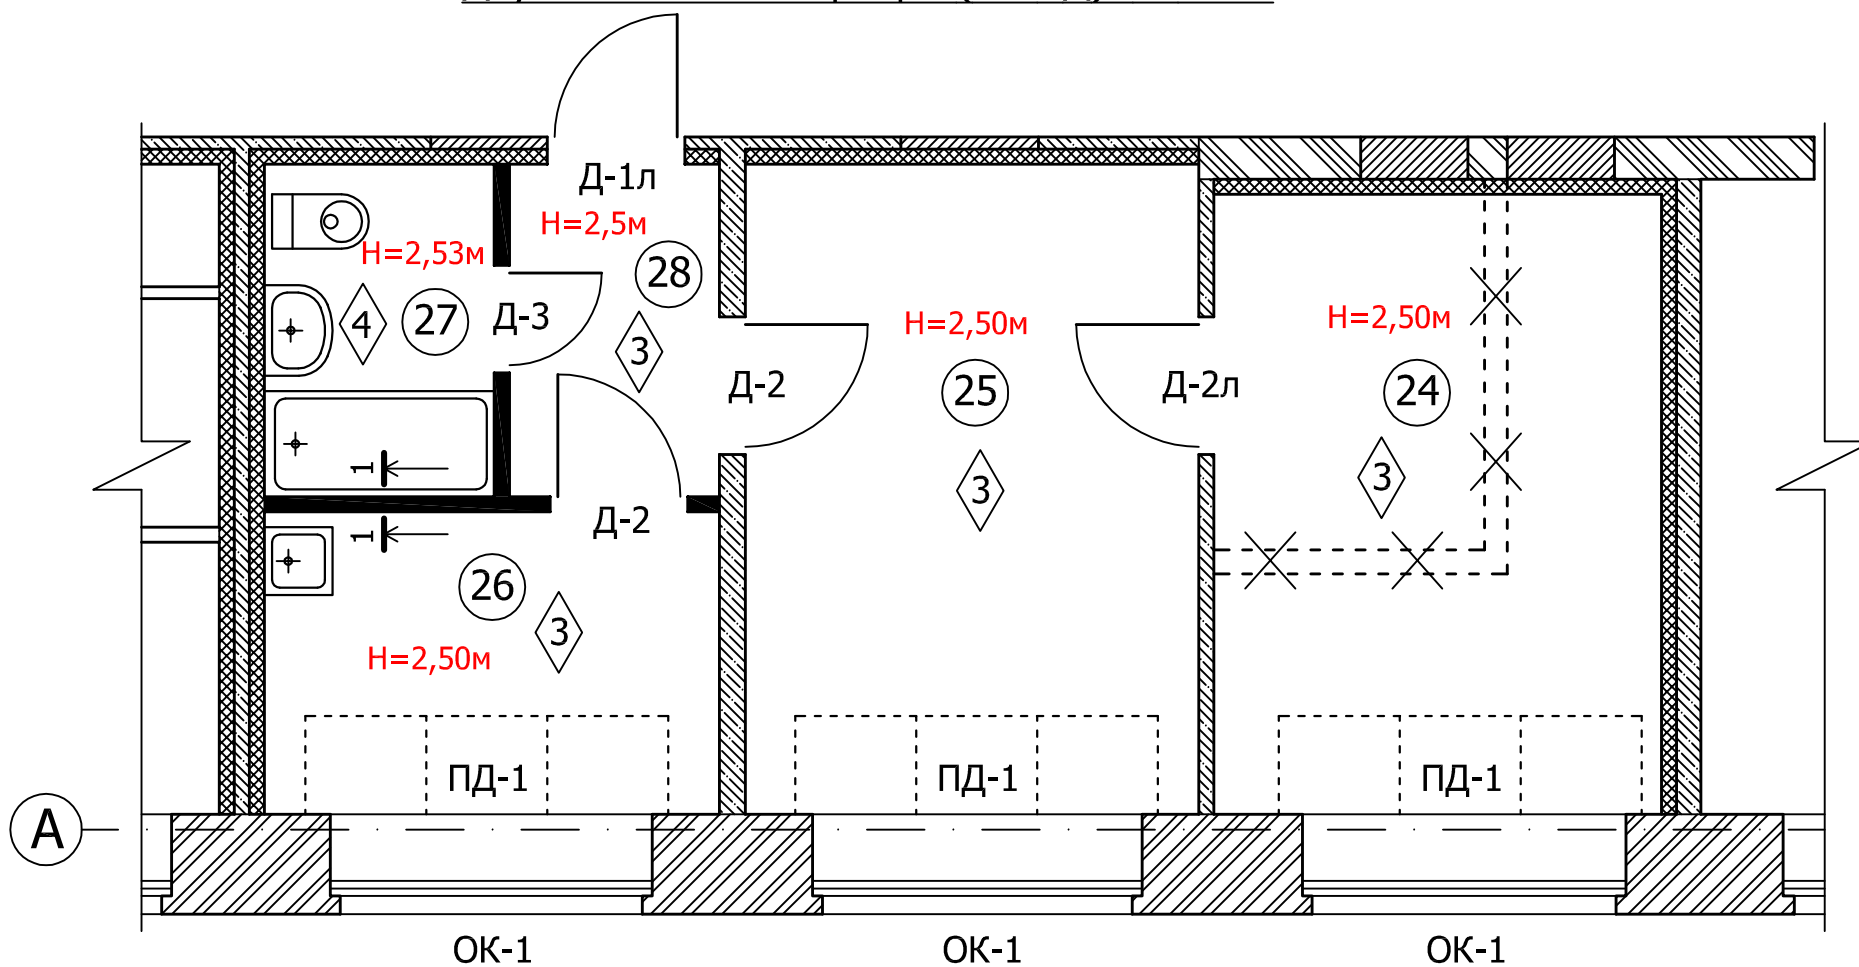 Д-1л
Н=2,5м
Н=2,53м
28
4
27
Д-3
3
Н=2,50м
Н=2,50м
Д-2
25
Д-2л
24
1
3
3
1
Д-2
26
3
Н=2,50м
ПД-1
ПД-1
ПД-1
А
ОК-1
ОК-1
ОК-1